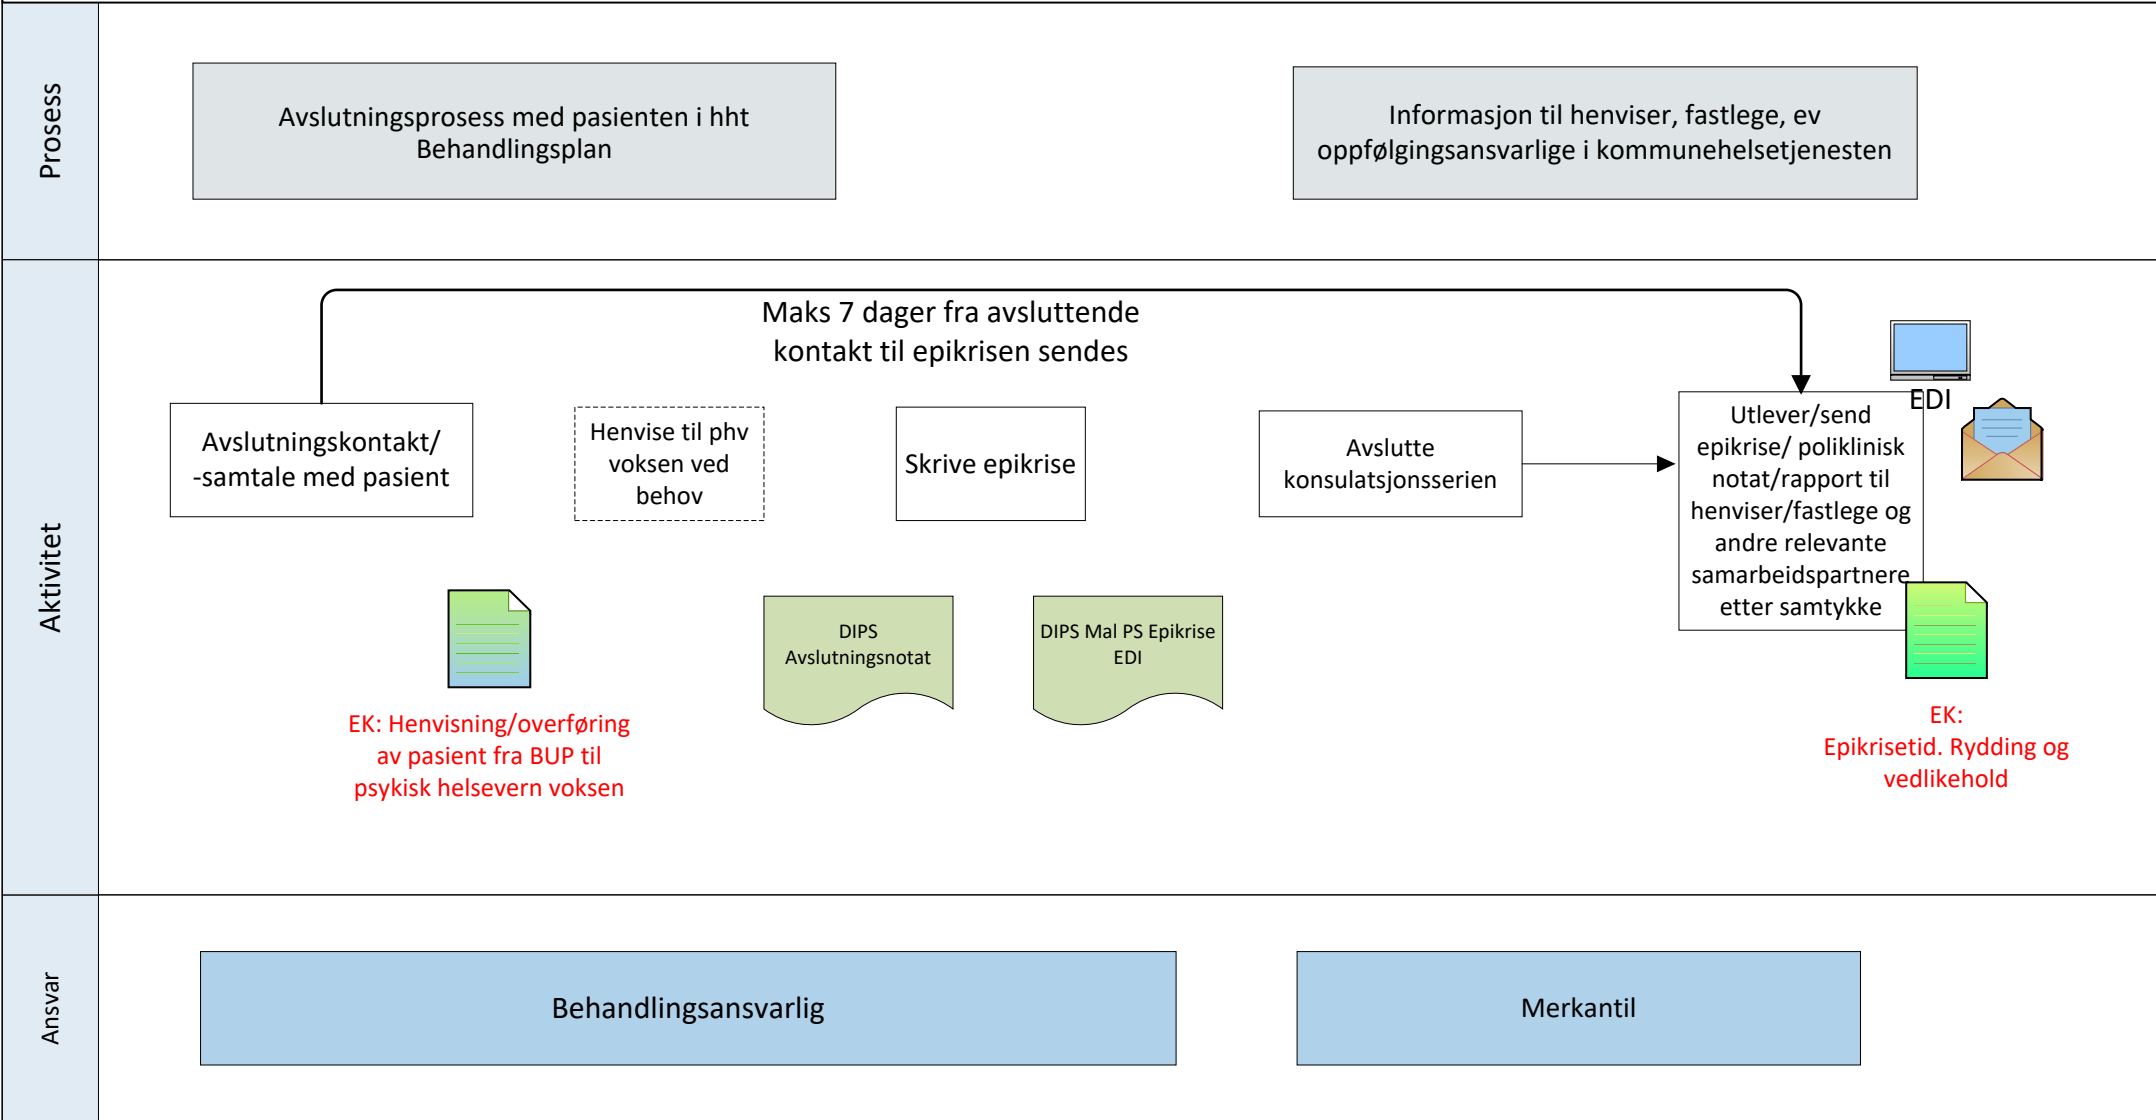 Prosess
Avslutningsprosess med pasienten i hht
Behandlingsplan
Informasjon til henviser, fastlege, ev
oppfølgingsansvarlige i kommunehelsetjenesten
Aktivitet
Maks 7 dager fra avsluttende
kontakt til epikrisen sendes
Avslutningskontakt/
-samtale med pasient
Henvise til phv
voksen ved
behov
Skrive epikrise
Avslutte
konsulatsjonsserien
Utlever/send
epikrise/ poliklinisk
notat/rapport til
henviser/fastlege og
andre relevante
samarbeidspartnere
etter samtykke
EDI
EK: Henvisning/overføring
av pasient fra BUP til
psykisk helsevern voksen
DIPS
Avslutningsnotat
DIPS Mal PS Epikrise
EDI
EK:
Epikrisetid. Rydding og
vedlikehold
Ansvar
Behandlingsansvarlig
Merkantil